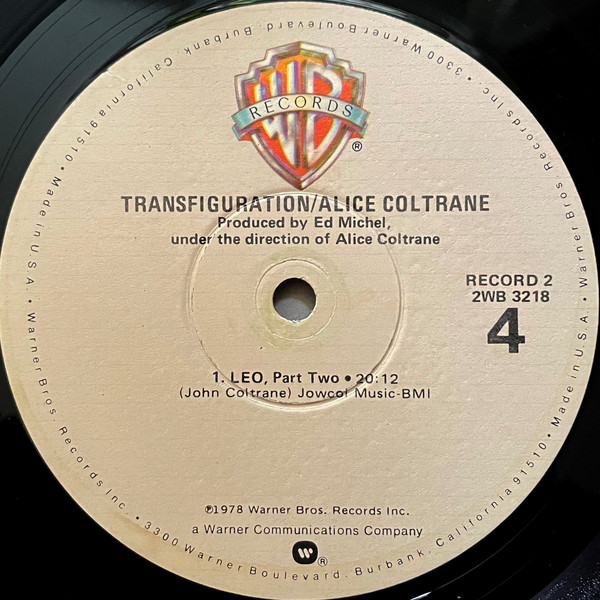 WB
RECORDS
®
TRANSFIGURATION/ALICE COLTRANE
Produced by Ed Michel,
under the direction of Alice Coltrane
RECORD 2
2WB 3218
4
1. LEO, Part Two • 20:12
(John Coltrane) Jowcol Music-BMI
℗1978 Warner Bros. Records Inc.
a Warner Communications Company
W ®
Made in U.S.A. • Warner Bros. Records Inc. • 3300 Warner Boulevard, Burbank, California 91510 • Made in U.S.A. • Warner Bros. Records Inc. • 3300 Warner Boulevard, Burbank, California 91510 •